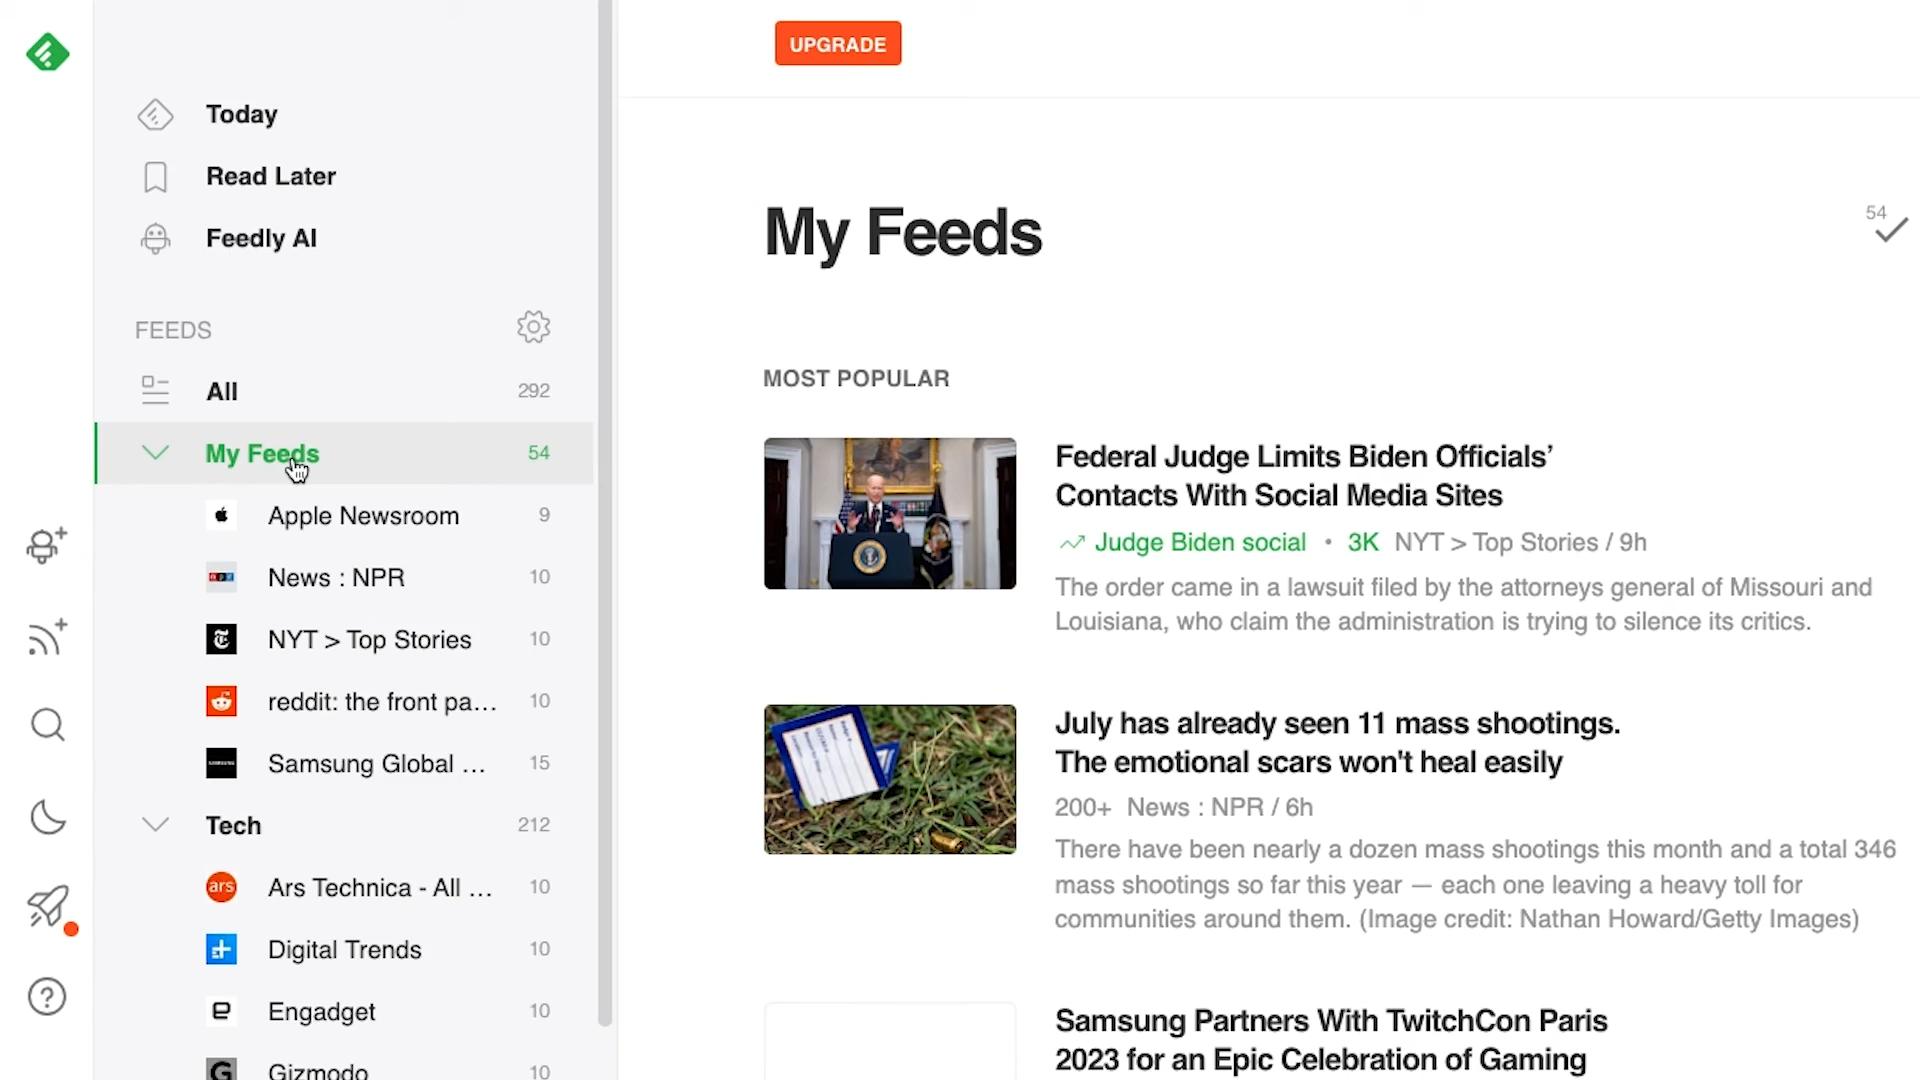 UPGRADE
Today
Read Later
Feedly AI
FEEDS
All 292
My Feeds 54
Apple Newsroom 9
News : NPR 10
NYT > Top Stories 10
reddit: the front pa... 10
Samsung Global ... 15
Tech 212
ars Ars Technica - All ... 10
Digital Trends 10
Engadget 10
G Gizmodo 10
My Feeds
54
MOST POPULAR
Federal Judge Limits Biden Officials’
Contacts With Social Media Sites
Judge Biden social • 3K NYT > Top Stories / 9h
The order came in a lawsuit filed by the attorneys general of Missouri and
Louisiana, who claim the administration is trying to silence its critics.
July has already seen 11 mass shootings.
The emotional scars won't heal easily
200+ News : NPR / 6h
There have been nearly a dozen mass shootings this month and a total 346
mass shootings so far this year — each one leaving a heavy toll for
communities around them. (Image credit: Nathan Howard/Getty Images)
Samsung Partners With TwitchCon Paris
2023 for an Epic Celebration of Gaming